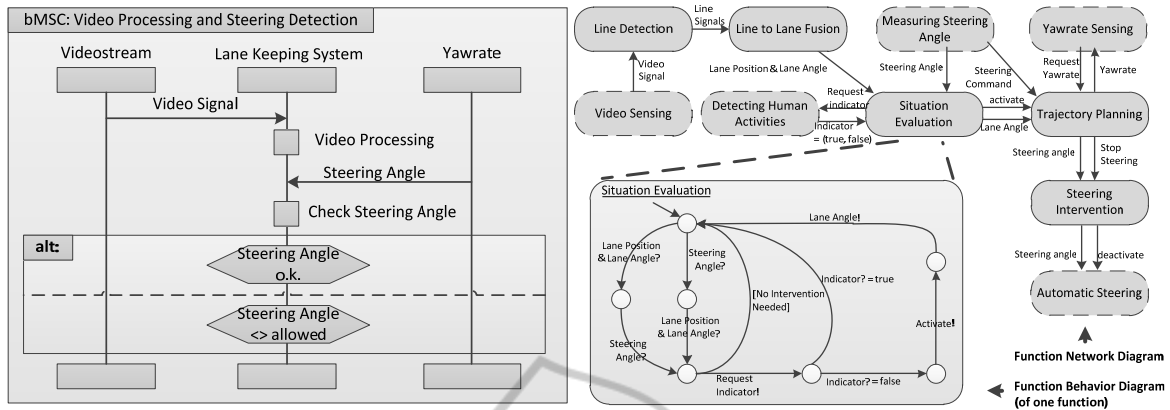 bMSC: Video Processing and Steering Detection
Videostream
Lane Keeping System
Yawrate
Video Signal
Video Processing
Steering Angle
Check Steering Angle
alt:
Steering Angle
o.k.
Steering Angle
<> allowed
Line Detection
Line
Signals
Line to Lane Fusion
Measuring Steering
Angle
Yawrate Sensing
Video
Signal
Lane Position & Lane Angle
Steering Angle
Steering
Command
Request
Yawrate
Yawrate
Video Sensing
Detecting Human
Activities
Request
indicator
Indicator
= (true, false)
Situation
Evaluation
activate
Lane Angle
Trajectory Planning
Steering angle
Stop
Steering
Steering
Intervention
Steering angle
deactivate
Automatic Steering
Situation Evaluation
Lane Angle!
Lane Position
& Lane Angle?
Steering
Angle?
Indicator? = true
[No Intervention
Needed]
Lane Position
& Lane Angle?
Steering
Angle?
Activate!
Request
Indicator!
Indicator? = false
Function Network Diagram
Function Behavior Diagram
(of one function)